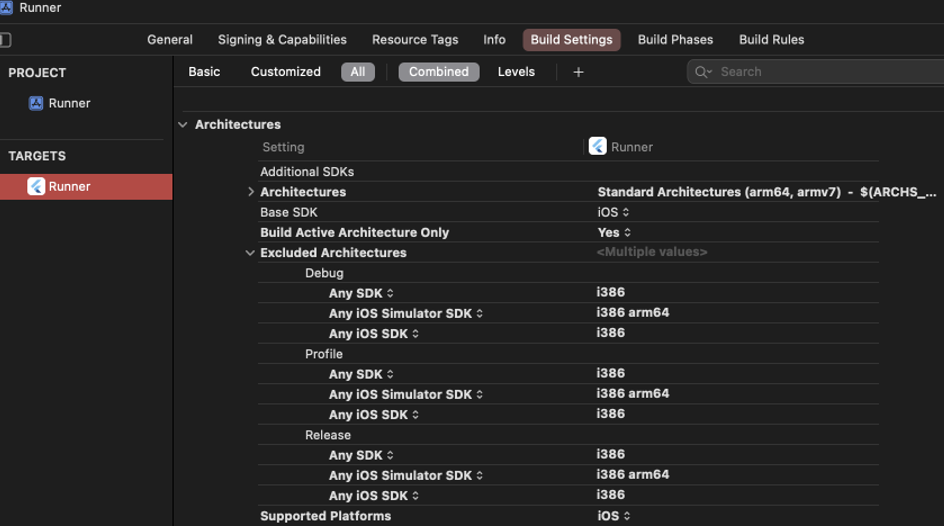 Runner
General Signing & Capabilities Resource Tags Info Build Settings Build Phases Build Rules
PROJECT
Basic Customized All Combined Levels + Search
Runner
Architectures
Setting Runner
TARGETS
Additional SDKs
Runner
Architectures Standard Architectures (arm64, armv7) - $(ARCHS_...
Base SDK iOS
Build Active Architecture Only Yes
Excluded Architectures <Multiple values>
Debug
Any SDK i386
Any iOS Simulator SDK i386 arm64
Any iOS SDK i386
Profile
Any SDK i386
Any iOS Simulator SDK i386 arm64
Any iOS SDK i386
Release
Any SDK i386
Any iOS Simulator SDK i386 arm64
Any iOS SDK i386
Supported Platforms iOS